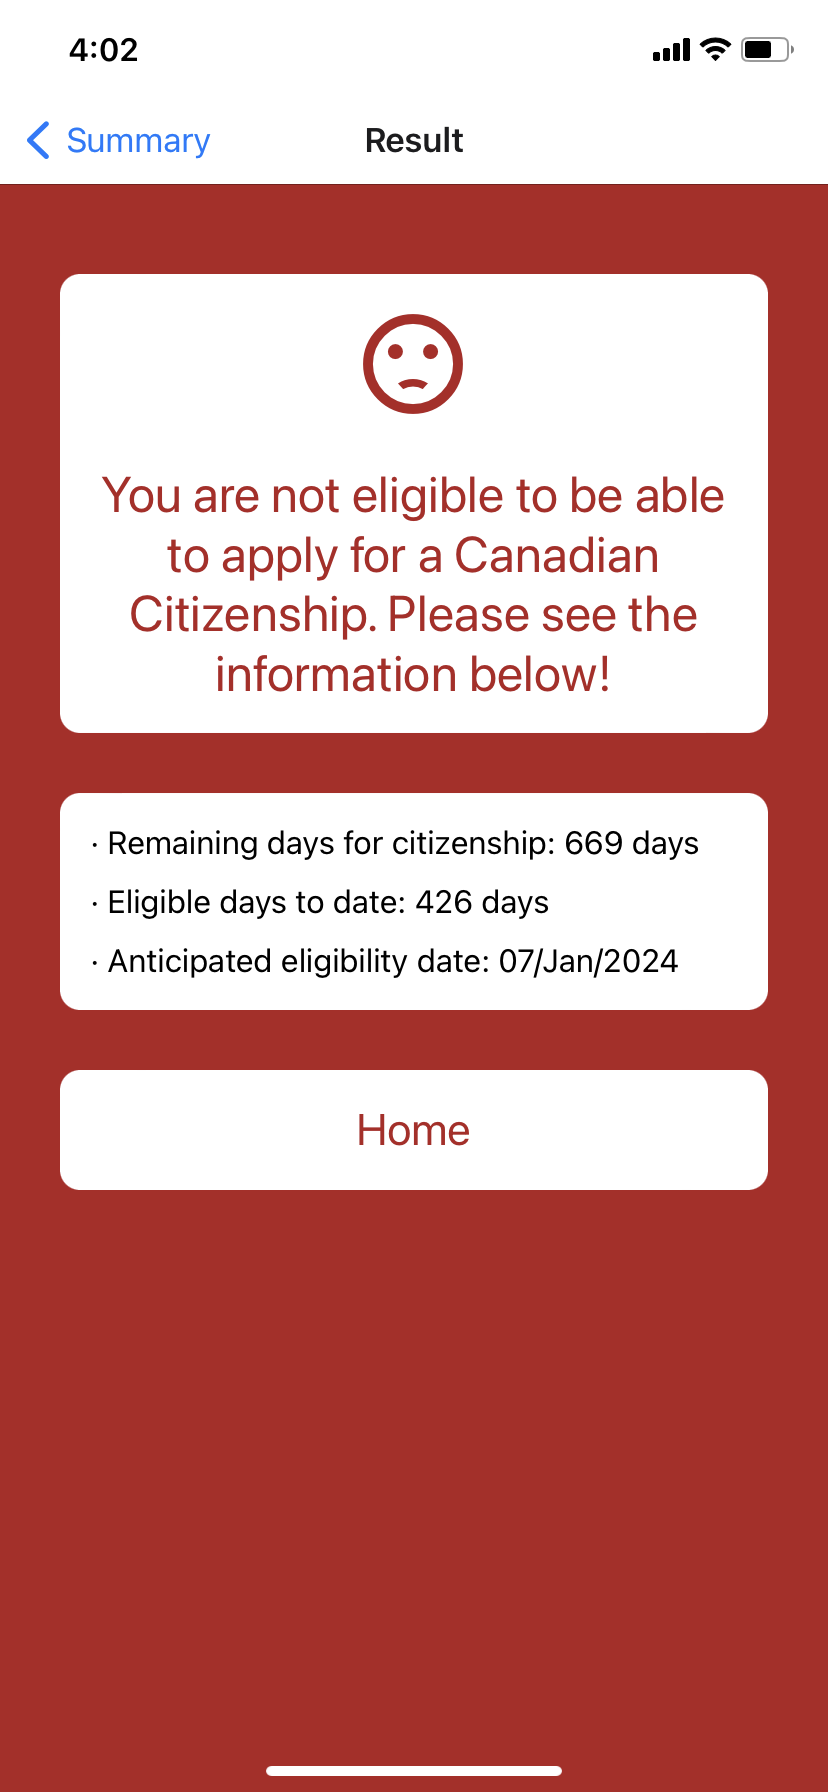 4:02
Summary
Result
You are not eligible to be able
to apply for a Canadian
Citizenship. Please see the
information below!
· Remaining days for citizenship: 669 days
· Eligible days to date: 426 days
· Anticipated eligibility date: 07/Jan/2024
Home